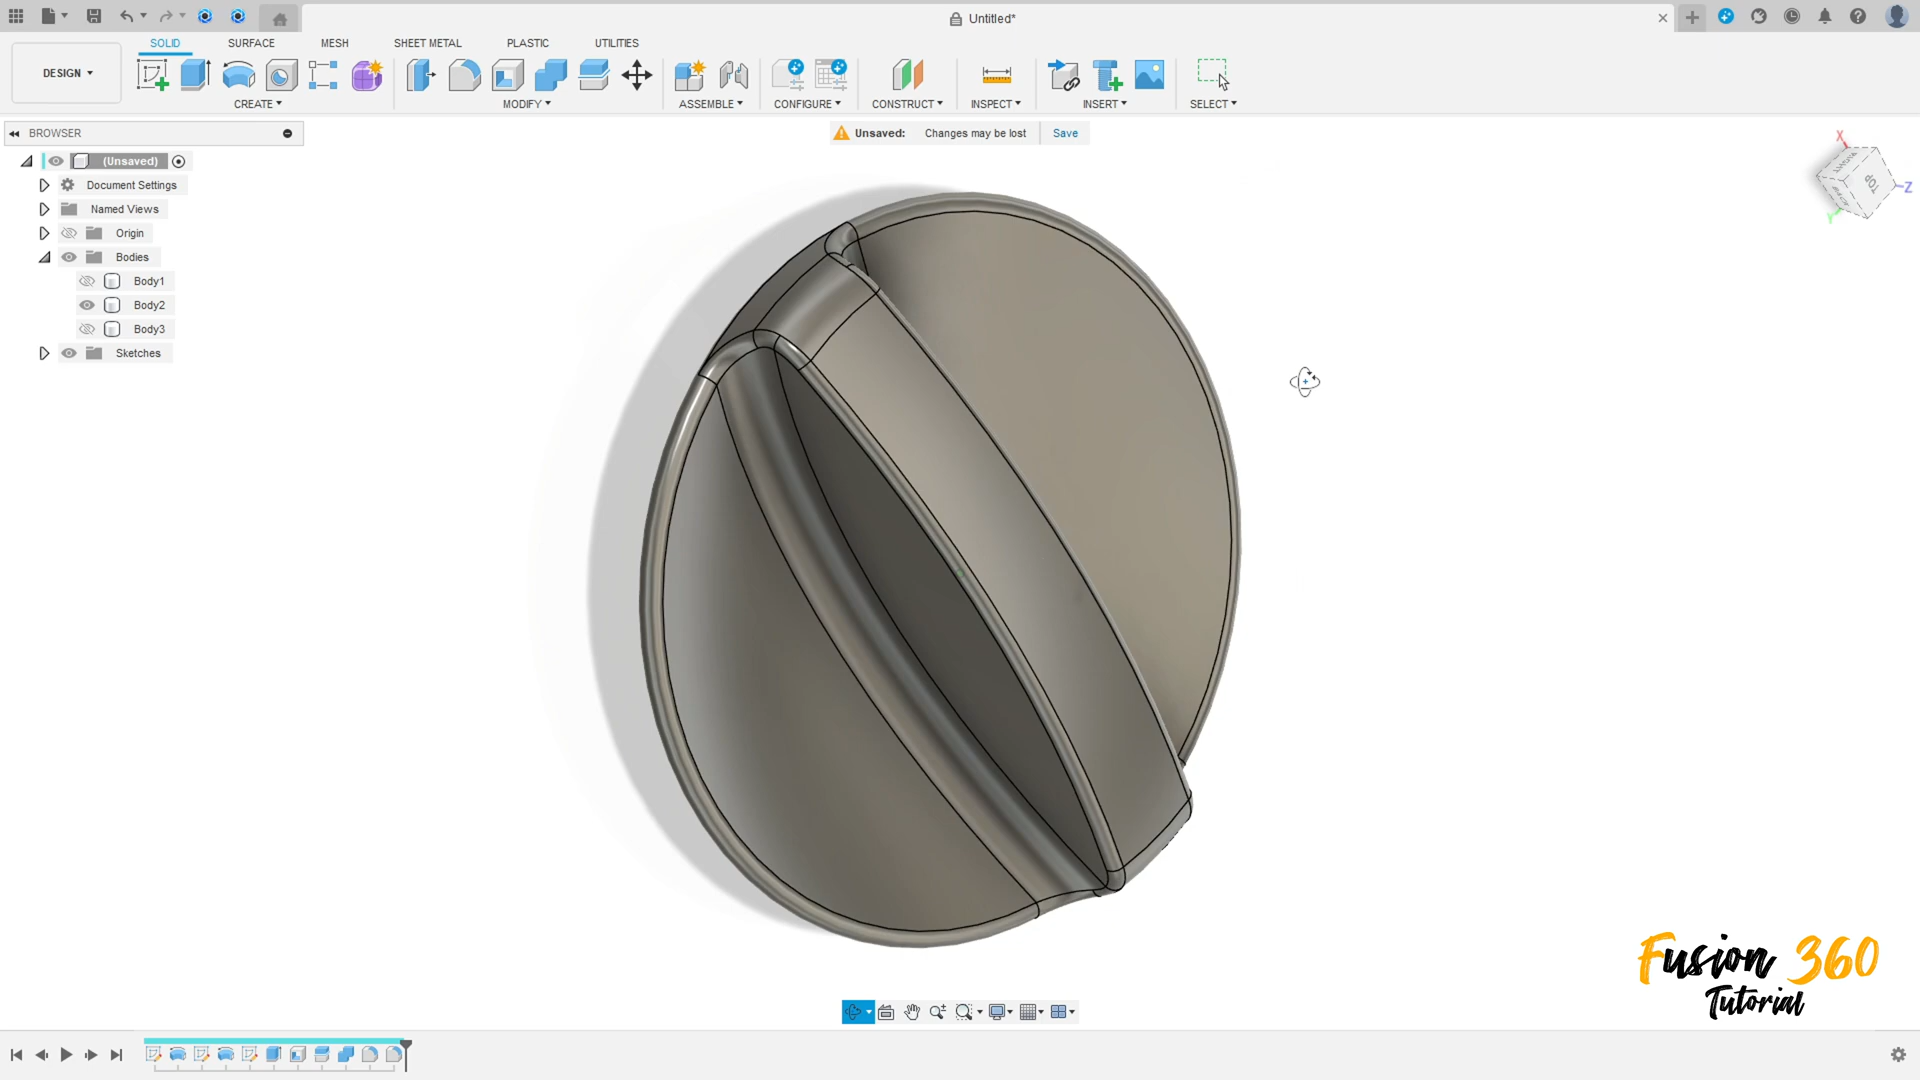 Untitled*
SOLID
SURFACE
MESH
SHEET METAL
PLASTIC
UTILITIES
DESIGN
CREATE
MODIFY
ASSEMBLE
CONFIGURE
CONSTRUCT
INSPECT
INSERT
SELECT
BROWSER
Unsaved: Changes may be lost Save
(Unsaved)
Document Settings
Named Views
Origin
Bodies
Body1
Body2
Body3
Sketches
X
TOP
Z
Y
Fusion 360
Tutorial